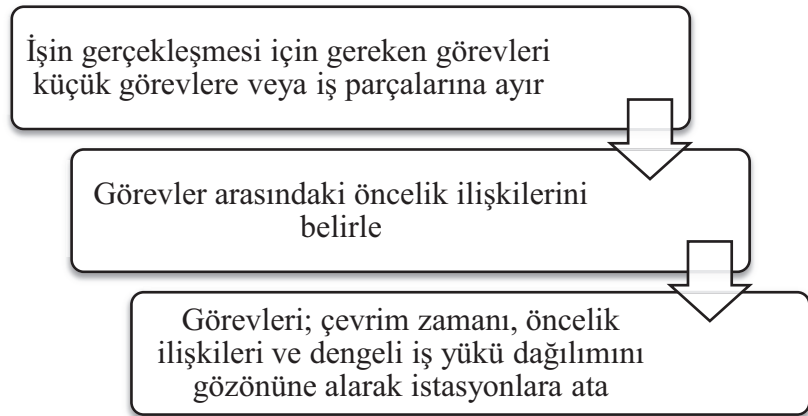 İşin gerçekleşmesi için gereken görevleri
küçük görevlere veya iş parçalarına ayır
Görevler arasındaki öncelik ilişkilerini
belirle
Görevleri; çevrim zamanı, öncelik
ilişkileri ve dengeli iş yükü dağılımını
gözönüne alarak istasyonlara ata